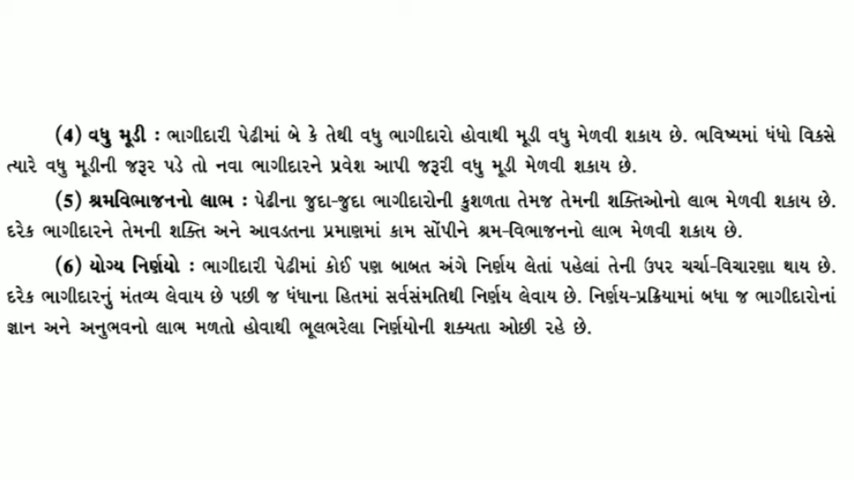 (4) વધુ મૂડી : ભાગીદારી પેઢીમાં બે કે તેથી વધુ ભાગીદારો હોવાથી મૂડી વધુ મેળવી શકાય છે. ભવિષ્યમાં ધંધો વિકસે
ત્યારે વધુ મૂડીની જરૂર પડે તો નવા ભાગીદારને પ્રવેશ આપી જરૂરી વધુ મૂડી મેળવી શકાય છે.
(5) શ્રમવિભાજનનો લાભ : પેઢીના જુદા-જુદા ભાગીદારોની કુશળતા તેમજ તેમની શક્તિઓનો લાભ મેળવી શકાય છે.
દરેક ભાગીદારને તેમની શક્તિ અને આવડતના પ્રમાણમાં કામ સોંપીને શ્રમ-વિભાજનનો લાભ મેળવી શકાય છે.
(6) યોગ્ય નિર્ણયો : ભાગીદારી પેઢીમાં કોઈ પણ બાબત અંગે નિર્ણય લેતાં પહેલાં તેની ઉપર ચર્ચા-વિચારણા થાય છે.
દરેક ભાગીદારનું મંતવ્ય લેવાય છે પછી જ ધંધાના હિતમાં સર્વસંમતિથી નિર્ણય લેવાય છે. નિર્ણય-પ્રક્રિયામાં બધા જ ભાગીદારોનાં
જ્ઞાન અને અનુભવનો લાભ મળતો હોવાથી ભૂલભરેલા નિર્ણયોની શક્યતા ઓછી રહે છે.